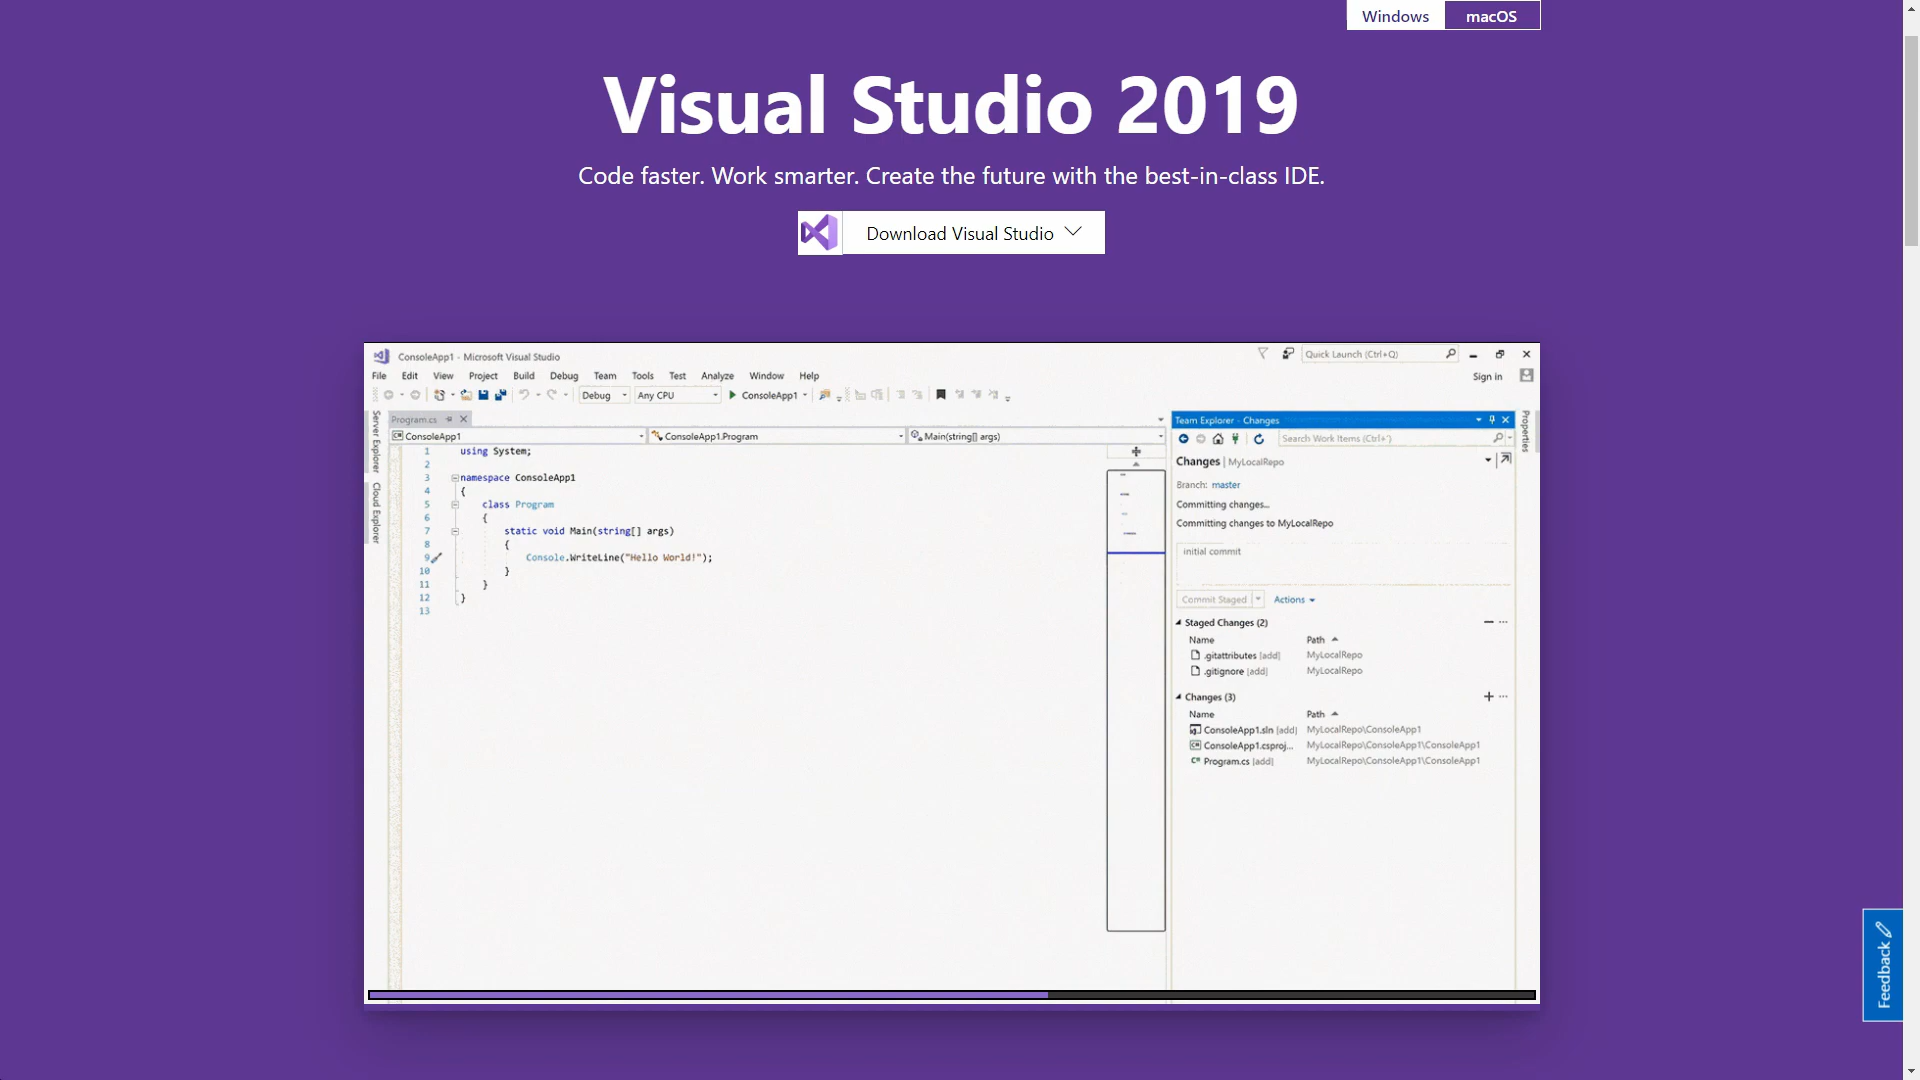 Windows macOS
Visual Studio 2019
Code faster. Work smarter. Create the future with the best-in-class IDE.
Download Visual Studio
ConsoleApp1 - Microsoft Visual Studio
Quick Launch (Ctrl+Q)
File Edit View Project Build Debug Team Tools Test Analyze Window Help
Sign in
Debug Any CPU ConsoleApp1
Server Explorer
Cloud Explorer
Program.cs
ConsoleApp1 ConsoleApp1.Program Main(string[] args)
1 using System;
2
3 namespace ConsoleApp1
4 {
5 class Program
6 {
7 static void Main(string[] args)
8 {
9 Console.WriteLine("Hello World!");
10 }
11 }
12 }
13
Team Explorer - Changes
Search Work Items (Ctrl+')
Changes | MyLocalRepo
Branch: master
Committing changes...
Committing changes to MyLocalRepo
initial commit
Commit Staged Actions
Staged Changes (2)
Name Path
.gitattributes [add] MyLocalRepo
.gitignore [add] MyLocalRepo
Changes (3)
Name Path
ConsoleApp1.sln [add] MyLocalRepo\ConsoleApp1
ConsoleApp1.csproj... MyLocalRepo\ConsoleApp1\ConsoleApp1
C# Program.cs [add] MyLocalRepo\ConsoleApp1\ConsoleApp1
Properties
Feedback